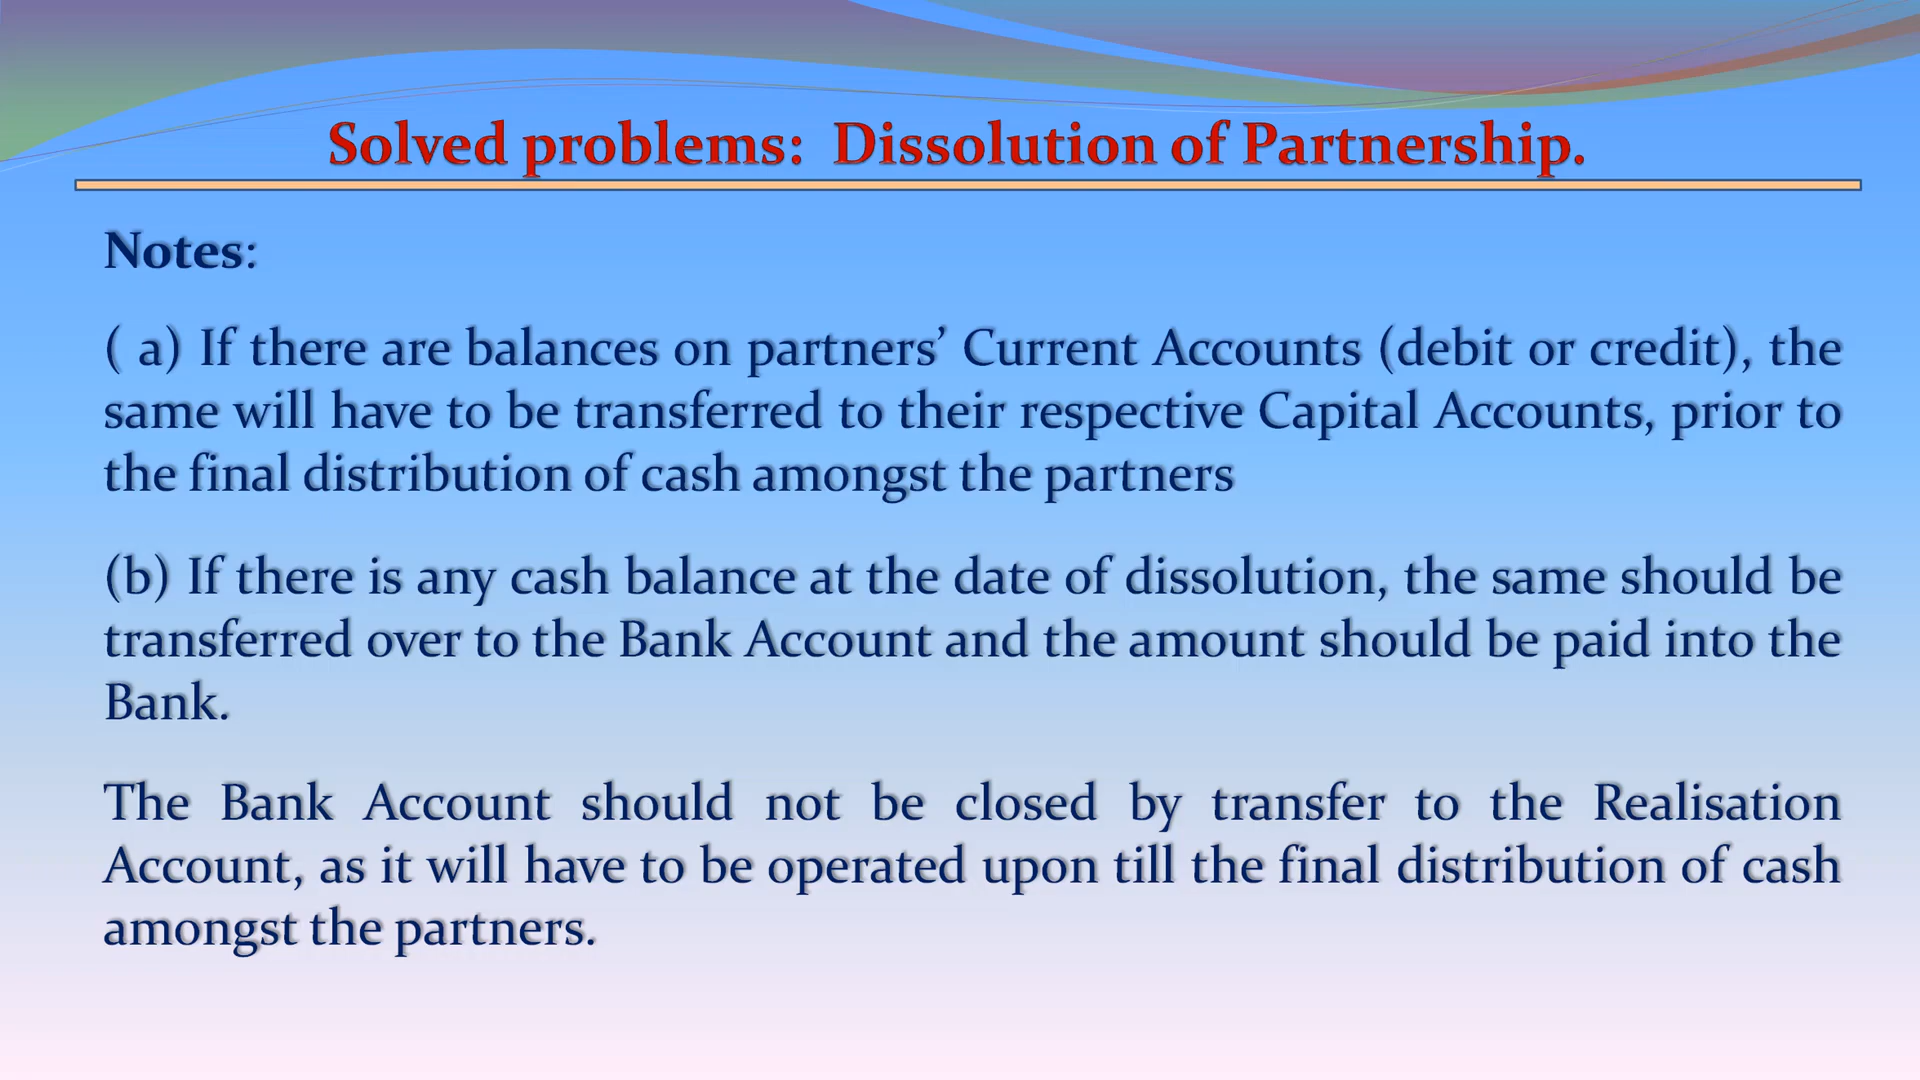 Solved problems:  Dissolution of Partnership.
Notes:
( a) If there are balances on partners’ Current Accounts (debit or credit), the
same will have to be transferred to their respective Capital Accounts, prior to
the final distribution of cash amongst the partners
(b) If there is any cash balance at the date of dissolution, the same should be
transferred over to the Bank Account and the amount should be paid into the
Bank.
The Bank Account should not be closed by transfer to the Realisation
Account, as it will have to be operated upon till the final distribution of cash
amongst the partners.